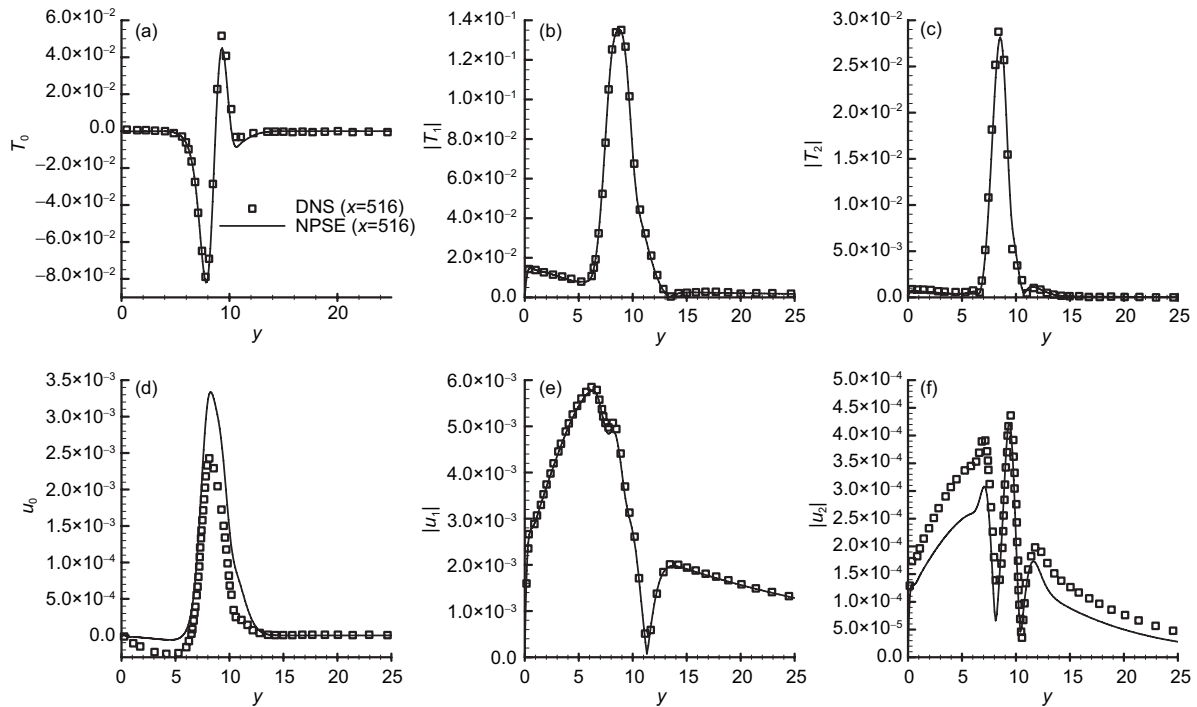 (a)
6.0×10⁻²
4.0×10⁻²
2.0×10⁻²
0.0
−2.0×10⁻²
−4.0×10⁻²
−6.0×10⁻²
−8.0×10⁻²
T₀
DNS (x=516)
NPSE (x=516)
0 10 20
y
(b)
1.4×10⁻¹
1.2×10⁻¹
1.0×10⁻¹
8.0×10⁻²
6.0×10⁻²
4.0×10⁻²
2.0×10⁻²
0.0
|T₁|
0 5 10 15 20 25
y
(c)
3.0×10⁻²
2.5×10⁻²
2.0×10⁻²
1.5×10⁻²
1.0×10⁻²
5.0×10⁻³
0.0
|T₂|
0 5 10 15 20 25
y
(d)
3.5×10⁻³
3.0×10⁻³
2.5×10⁻³
2.0×10⁻³
1.5×10⁻³
1.0×10⁻⁴
5.0×10⁻⁴
0.0
u₀
0 5 10 15 20 25
y
(e)
6.0×10⁻³
5.0×10⁻³
4.0×10⁻³
3.0×10⁻³
2.0×10⁻³
1.0×10⁻³
0.0
|u₁|
0 5 10 15 20 25
y
(f)
5.0×10⁻⁴
4.5×10⁻⁴
4.0×10⁻⁴
3.5×10⁻⁴
3.0×10⁻⁴
2.5×10⁻⁴
2.0×10⁻⁴
1.5×10⁻⁴
1.0×10⁻⁴
5.0×10⁻⁵
0.0
|u₂|
0 5 10 15 20 25
y